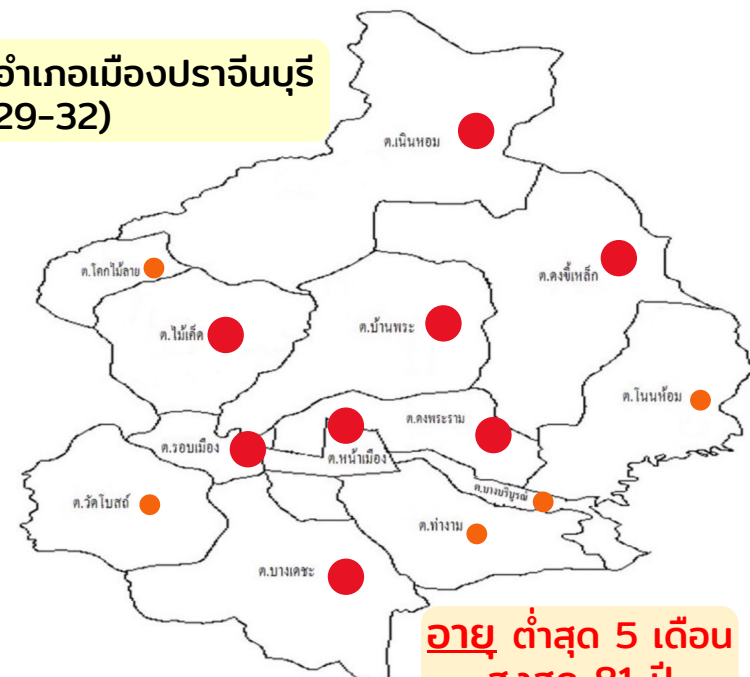 อำเภอเมืองปราจีนบุรี
29-32)
ต.เนินหอม
ต.โคกไม้ลาย
ต.ดงขี้เหล็ก
ต.ไม้เค็ด
ต.บ้านพระ
ต.โนนห้อม
ต.ดงพระราม
ต.รอบเมือง
ต.หน้าเมือง
ต.บางบริบูรณ์
ต.วัดโบสถ์
ต.ท่างาม
ต.บางเดชะ
อายุ ต่ำสุด 5 เดือน
สูงสุด 81 ปี